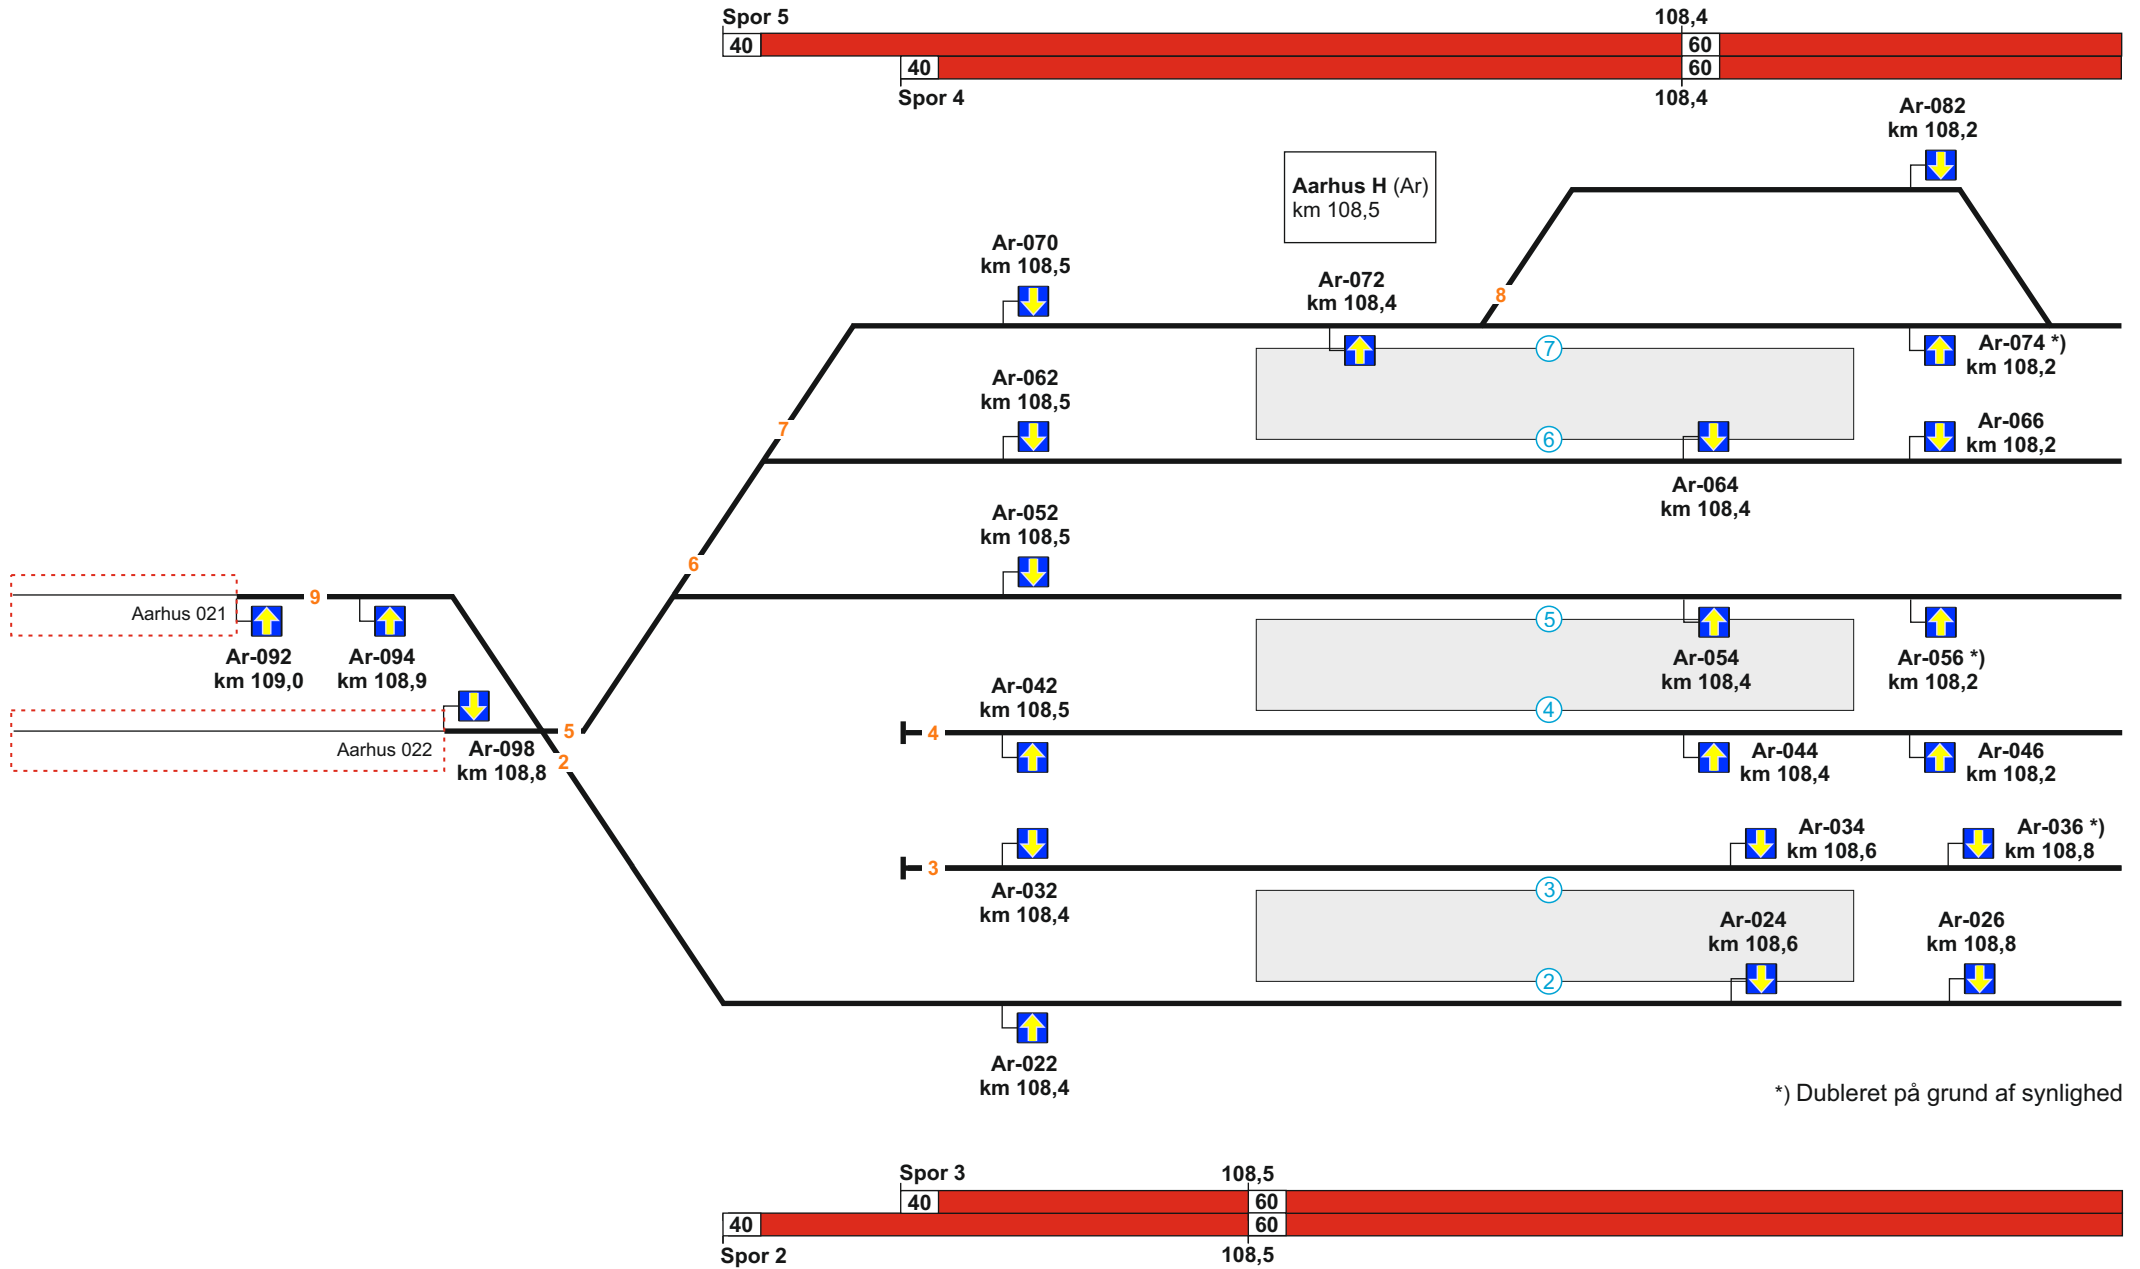 Spor 5
108,4
40
60
40
60
Spor 4
108,4
Ar-082
km 108,2
Aarhus H (Ar)
km 108,5
Ar-070
km 108,5
Ar-072
km 108,4
8
7
Ar-074 *)
km 108,2
Ar-062
km 108,5
7
6
Ar-066
km 108,2
Ar-064
km 108,4
Ar-052
km 108,5
6
9
Aarhus 021
5
Ar-092
km 109,0
Ar-094
km 108,9
Ar-054
km 108,4
Ar-056 *)
km 108,2
Ar-042
km 108,5
4
Aarhus 022
Ar-098
km 108,8
5
2
4
Ar-044
km 108,4
Ar-046
km 108,2
Ar-034
km 108,6
Ar-036 *)
km 108,8
3
Ar-032
km 108,4
3
Ar-024
km 108,6
Ar-026
km 108,8
2
Ar-022
km 108,4
*) Dubleret på grund af synlighed
Spor 3
108,5
40
60
40
60
Spor 2
108,5